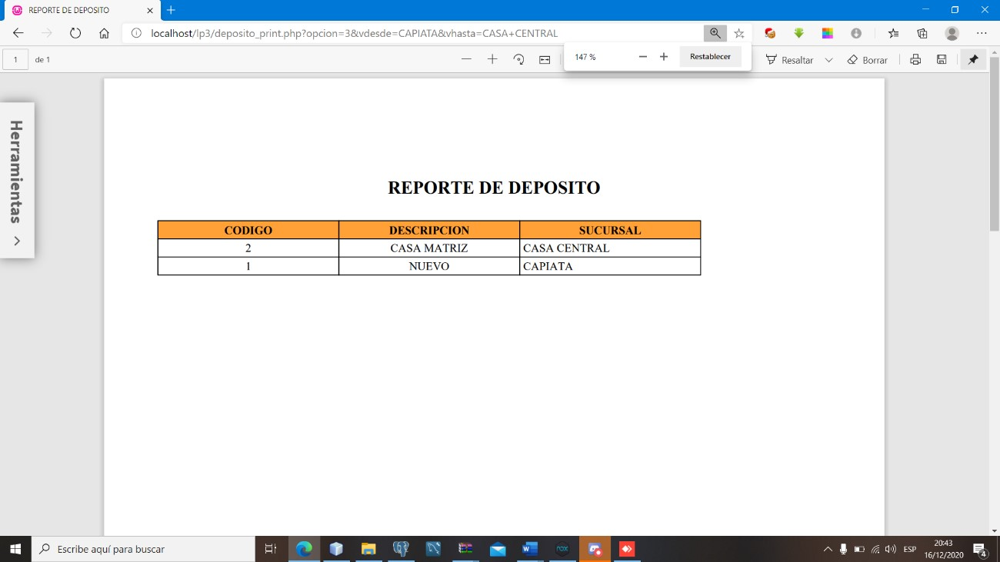 REPORTE DE DEPOSITO
localhost/lp3/deposito_print.php?opcion=3&vdesde=CAPIATA&vhasta=CASA+CENTRAL
1 de 1
147 %
Restablecer
Resaltar
Borrar
Herramientas
REPORTE DE DEPOSITO
CODIGO DESCRIPCION SUCURSAL
2 CASA MATRIZ CASA CENTRAL
1 NUEVO CAPIATA
Escribe aquí para buscar
nox
ESP
20:43
16/12/2020
4